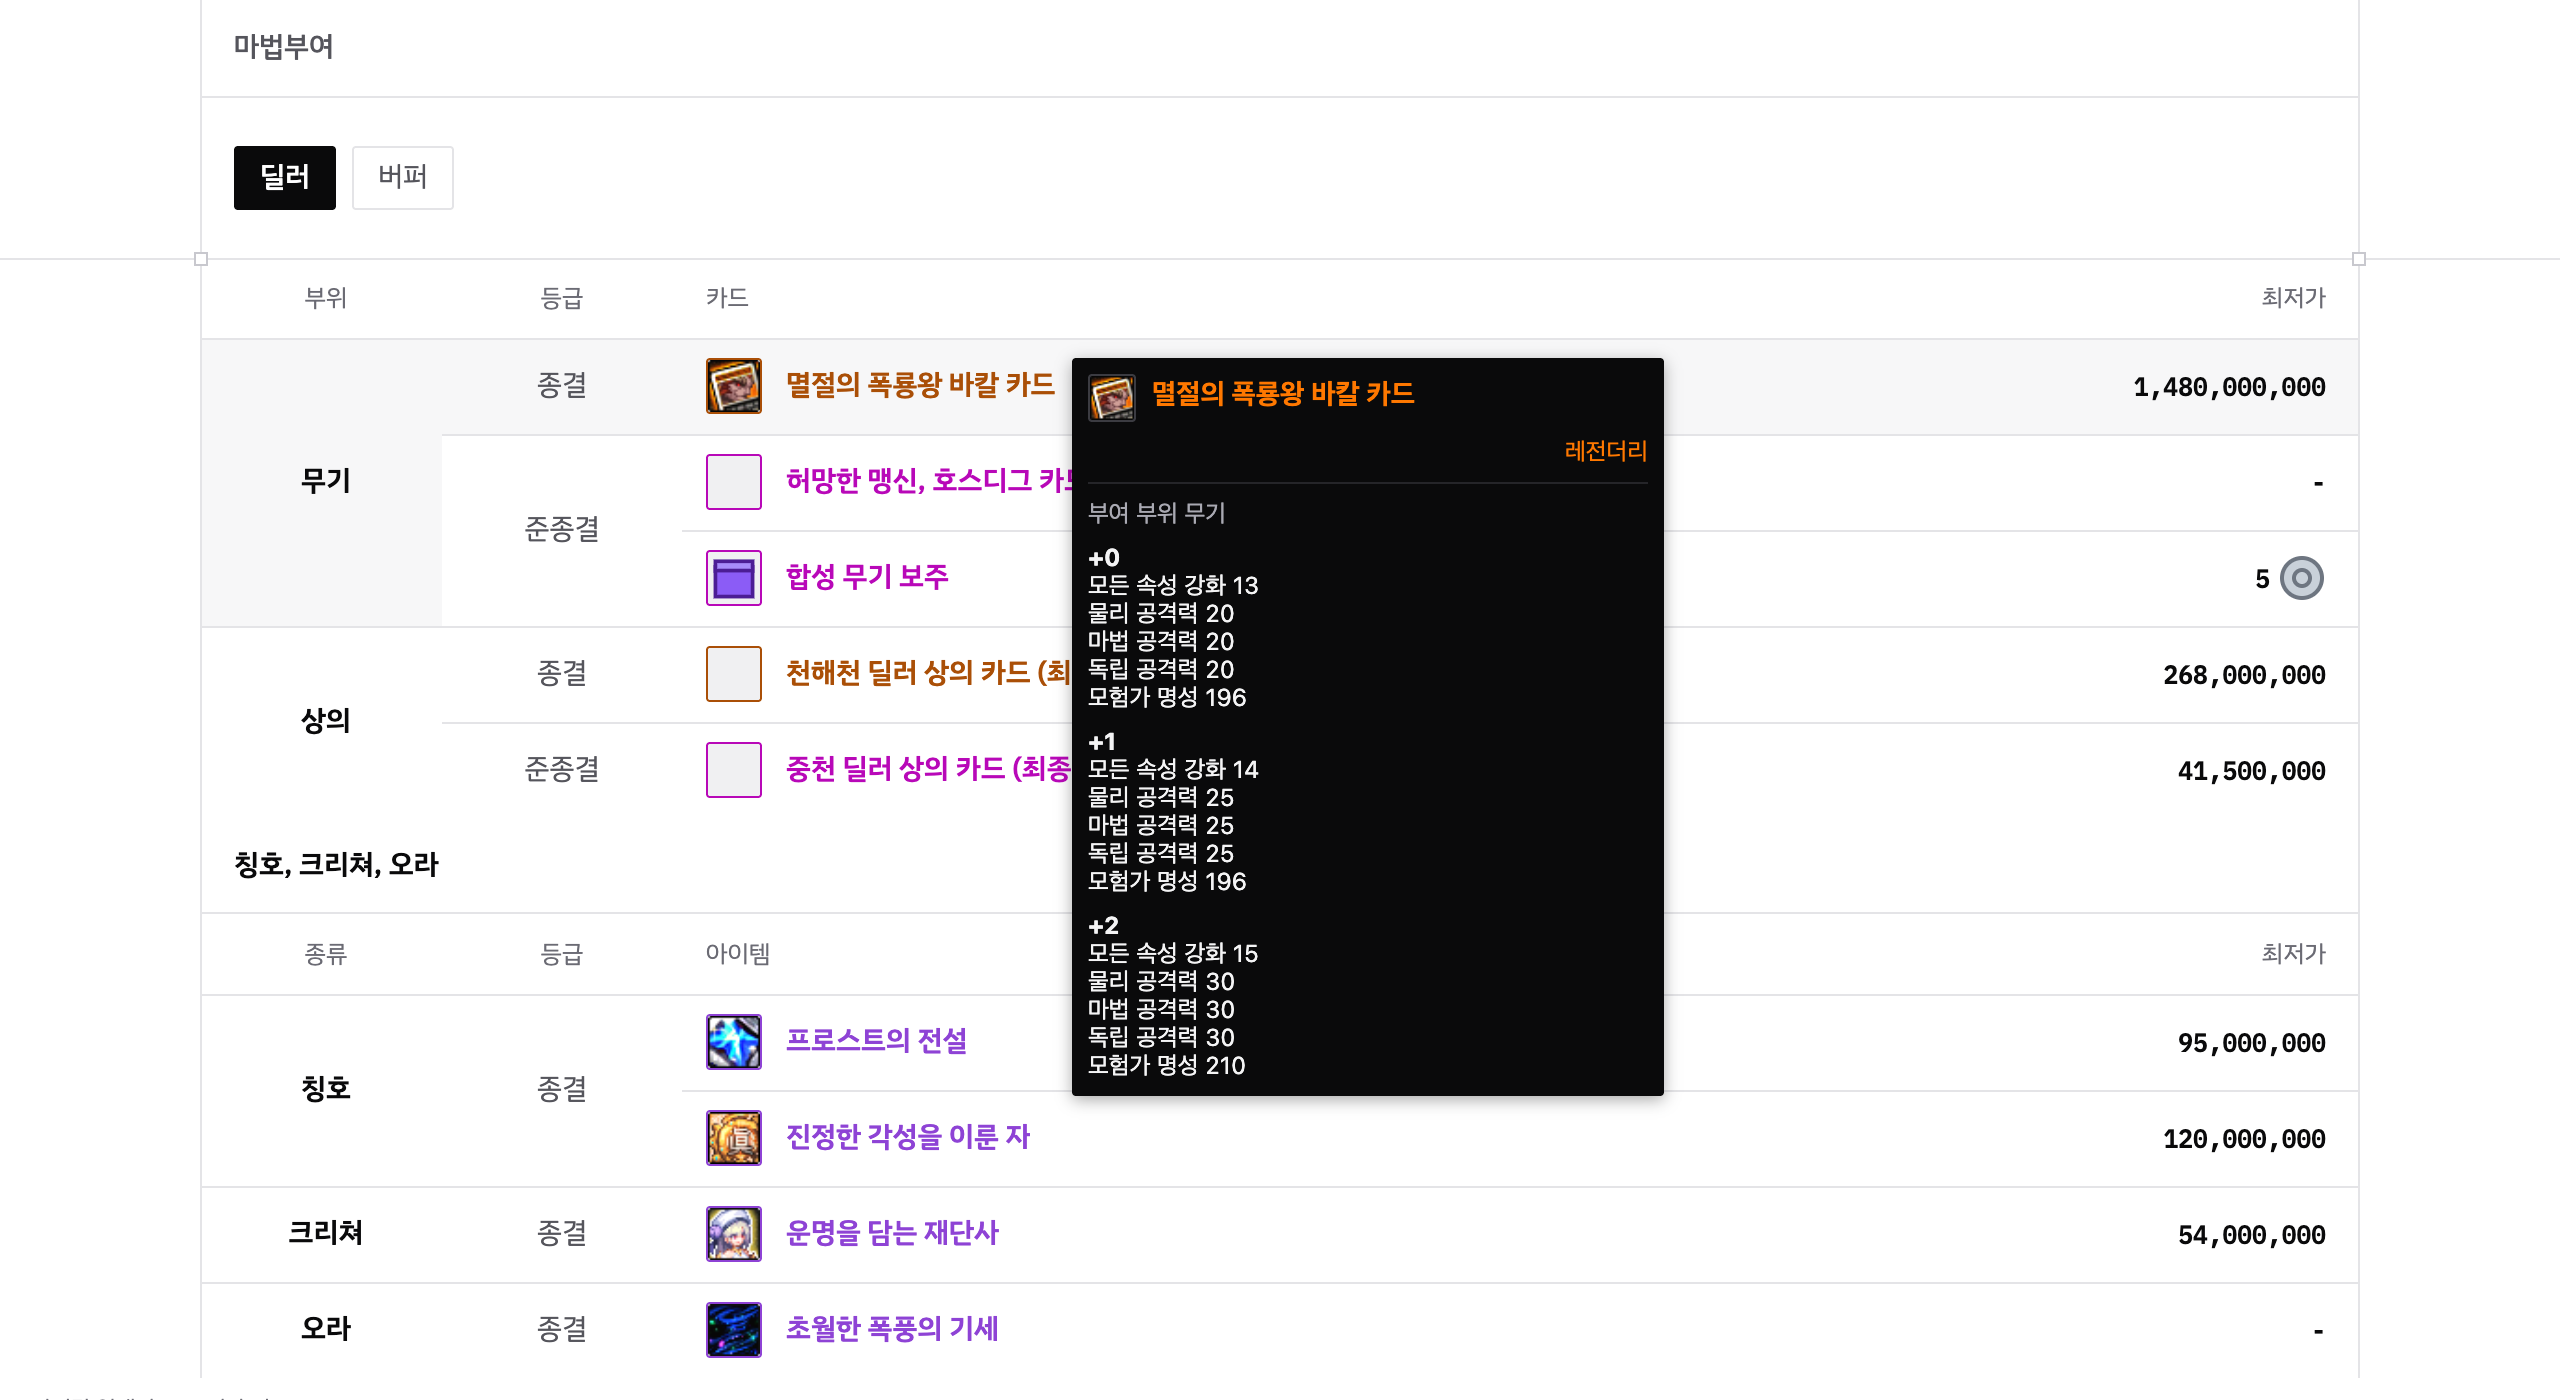 마법부여
딜러 버퍼
부위 등급 카드 최저가
무기
종결 멸절의 폭룡왕 바칼 카드 1,480,000,000
준종결
허망한 맹신, 호스디그 -
합성 무기 보주 5
상의
종결 천해천 딜러 상의 카드 (최 268,000,000
준종결 중천 딜러 상의 카드 (최종 41,500,000
멸절의 폭룡왕 바칼 카드
레전더리
부여 부위 무기
+0
모든 속성 강화 13
물리 공격력 20
마법 공격력 20
독립 공격력 20
모험가 명성 196
+1
모든 속성 강화 14
물리 공격력 25
마법 공격력 25
독립 공격력 25
모험가 명성 196
+2
모든 속성 강화 15
물리 공격력 30
마법 공격력 30
독립 공격력 30
모험가 명성 210
칭호, 크리쳐, 오라
종류 등급 아이템 최저가
칭호
종결
프로스트의 전설 95,000,000
진정한 각성을 이룬 자 120,000,000
크리쳐 종결 운명을 담는 재단사 54,000,000
오라 종결 초월한 폭풍의 기세 -